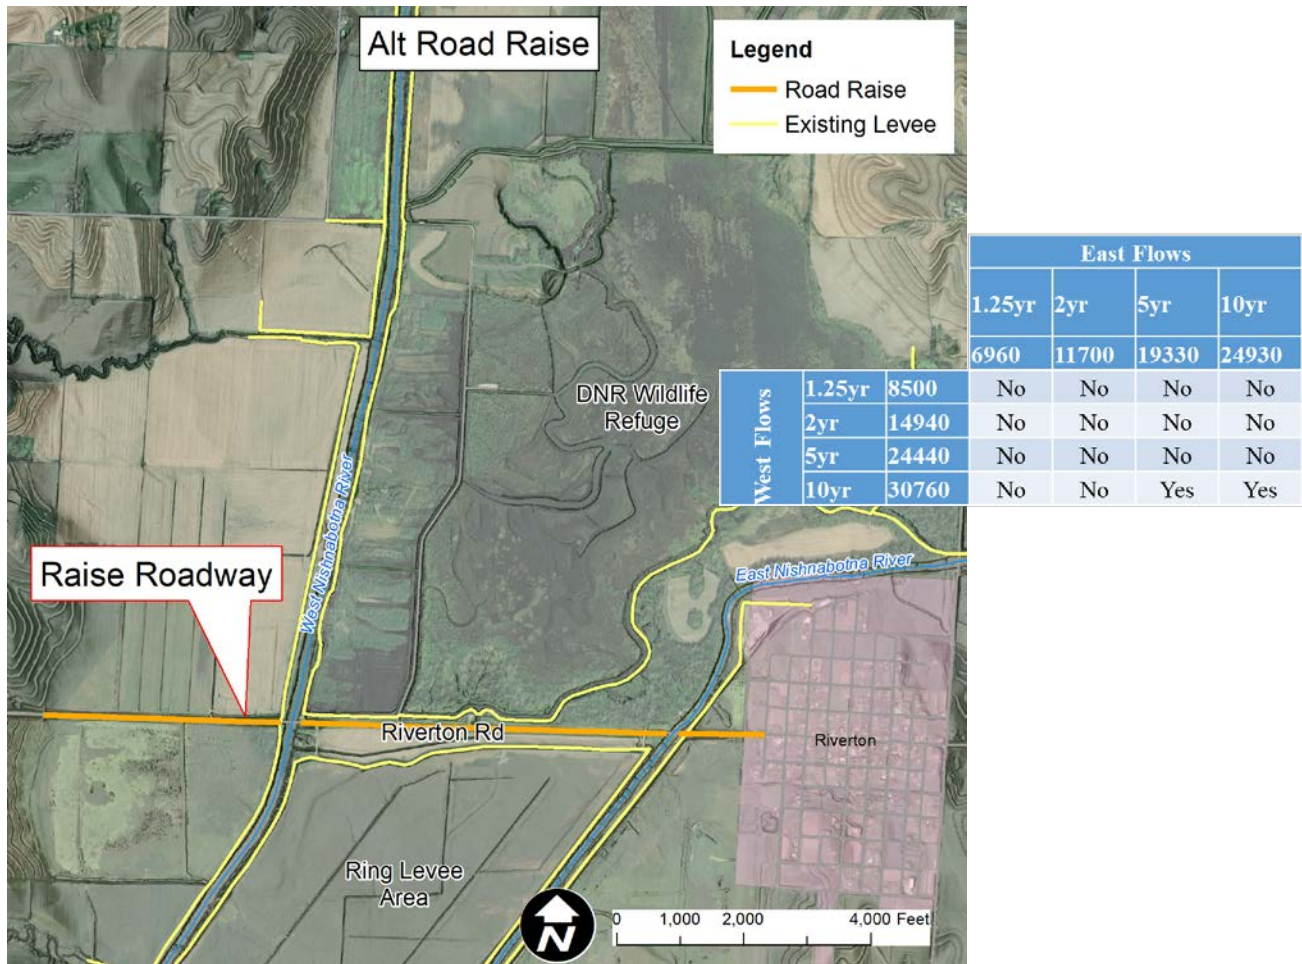 Alt Road Raise
Legend
Road Raise
Existing Levee
East Flows
1.25yr 2yr 5yr 10yr
6960 11700 19330 24930
West Flows
1.25yr 8500 No No No No
2yr 14940 No No No No
5yr 24440 No No No No
10yr 30760 No No Yes Yes
DNR Wildlife
Refuge
West Nishnabotna River
East Nishnabotna River
Raise Roadway
Riverton Rd
Riverton
Ring Levee
Area
N
0 1,000 2,000 4,000 Feet